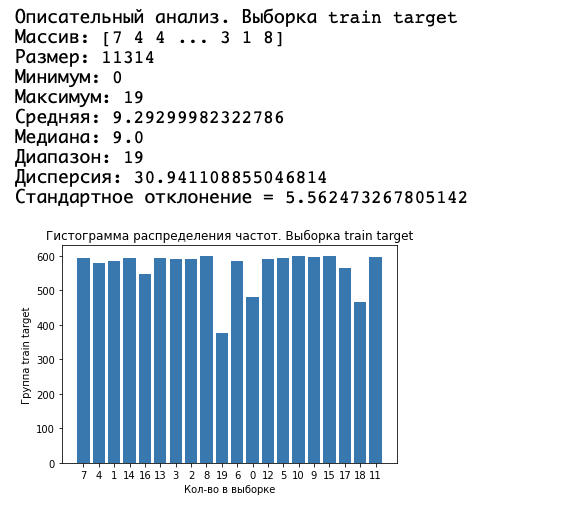 Описательный анализ. Выборка train target
Массив: [7 4 4 ... 3 1 8]
Размер: 11314
Минимум: 0
Максимум: 19
Средняя: 9.29299982322786
Медиана: 9.0
Диапазон: 19
Дисперсия: 30.941108855046814
Стандартное отклонение = 5.562473267805142
Гистограмма распределения частот. Выборка train target
600
500
400
300
200
100
0
Группа train target
7 4 1 14 16 13 3 2 8 19 6 0 12 5 10 9 15 17 18 11
Кол-во в выборке